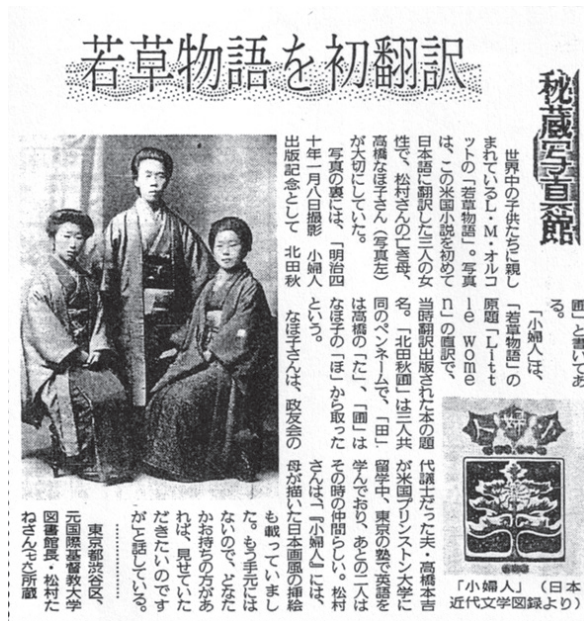 若草物語を初翻訳
秘蔵写真館
世界中の子供たちに親し
まれているL・M・オルコ
ットの「若草物語」。写真
は、この米国小説を初めて
日本語に翻訳した三人の女
性で、松村さんの亡き母、
高橋なほ子さん(写真左)
が大切にしていた。
写真の裏には、「明治四
十年一月八日撮影 小婦人
出版記念として 北田秋
圃」と書いてあ
る。
「小婦人」は、
「若草物語」の
原題「Litt
le Wome
n」の直訳で、
当時翻訳出版された本の題
名。「北田秋圃」は三人共
同のペンネームで、「田」
は高橋の「た」、「圃」は
なほ子の「ほ」から取った
という。
なほ子さんは、政友会の
代議士だった夫・高橋本吉
が米国プリンストン大学に
留学中、東京の塾で英語を
学んでおり、あとの二人は
その時の仲間らしい。松村
さんは、「『小婦人』には、
母が描いた日本画風の挿絵
も載っていまし
た。もう手元には
ないので、どなた
かお持ちの方があ
れば、見せていた
だきたいのです
が」と話している。
東京都渋谷区、
元国際基督教大学
図書館長・松村た
ねさん(七六)所蔵
「小婦人」(日本
近代文学図録より)